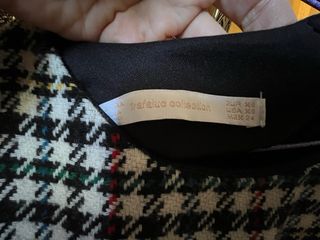 trafaluc collection
EUR XS
USA XS
MEX 24